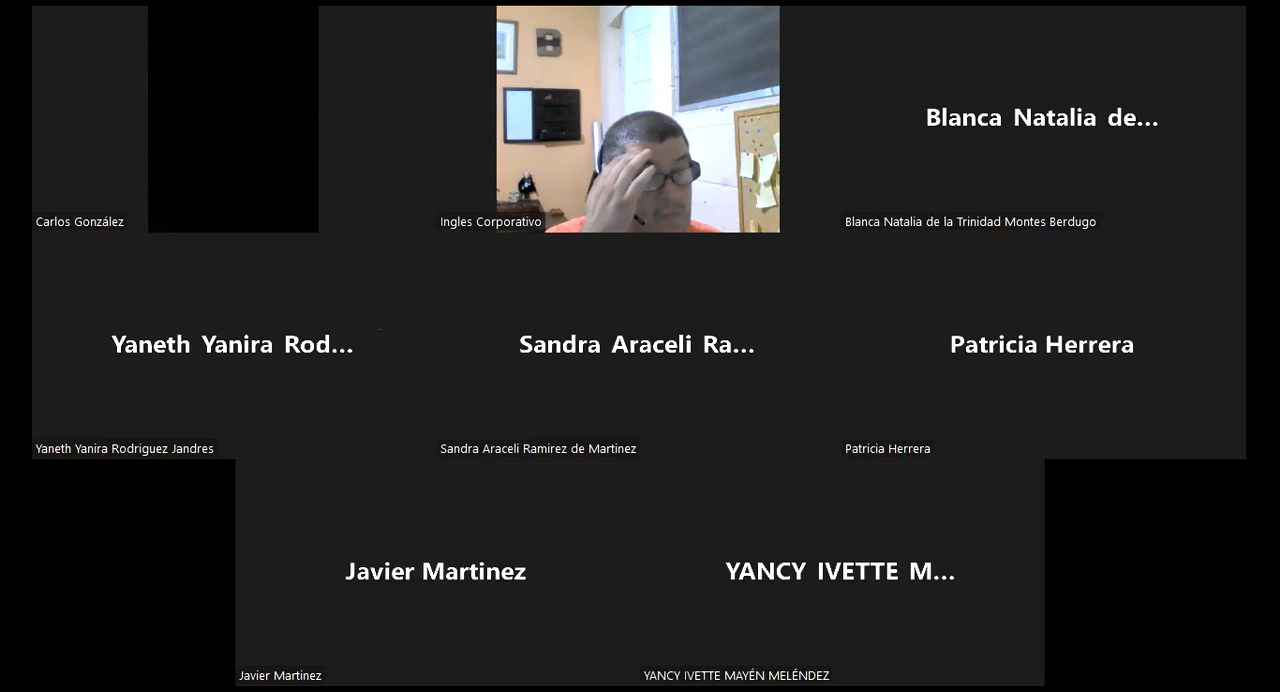 Blanca Natalia de...
Carlos González
Ingles Corporativo
Blanca Natalia de la Trinidad Montes Berdugo
Yaneth Yanira Rod...
Sandra Araceli Ra...
Patricia Herrera
Yaneth Yanira Rodriguez Jandres
Sandra Araceli Ramirez de Martinez
Patricia Herrera
Javier Martinez
YANCY IVETTE M...
Javier Martinez
YANCY IVETTE MAYÉN MELÉNDEZ